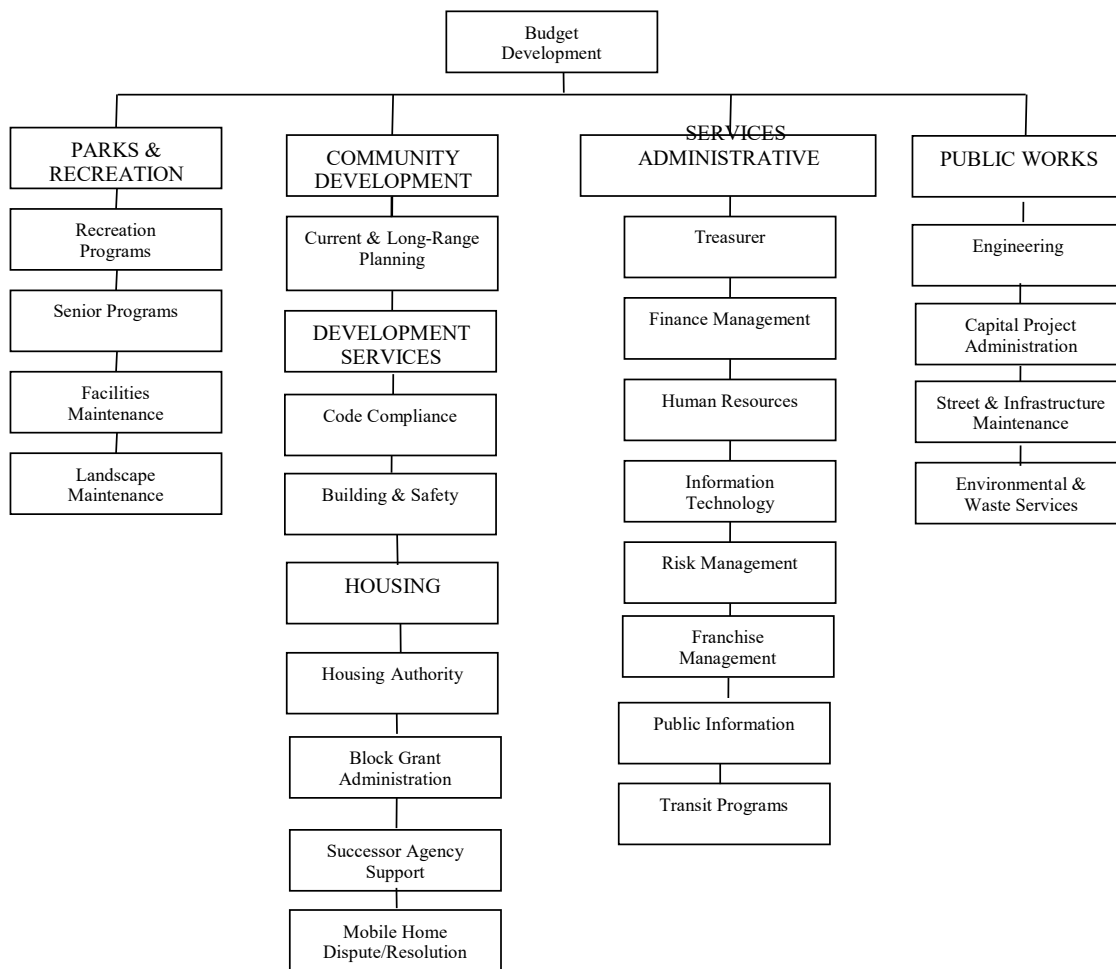 Budget
Development
PARKS &
RECREATION
Recreation
Programs
Senior Programs
Facilities
Maintenance
Landscape
Maintenance
COMMUNITY
DEVELOPMENT
Current & Long-Range
Planning
DEVELOPMENT
SERVICES
Code Compliance
Building & Safety
HOUSING
Housing Authority
Block Grant
Administration
Successor Agency
Support
Mobile Home
Dispute/Resolution
SERVICES
ADMINISTRATIVE
Treasurer
Finance Management
Human Resources
Information
Technology
Risk Management
Franchise
Management
Public Information
Transit Programs
PUBLIC WORKS
Engineering
Capital Project
Administration
Street & Infrastructure
Maintenance
Environmental &
Waste Services